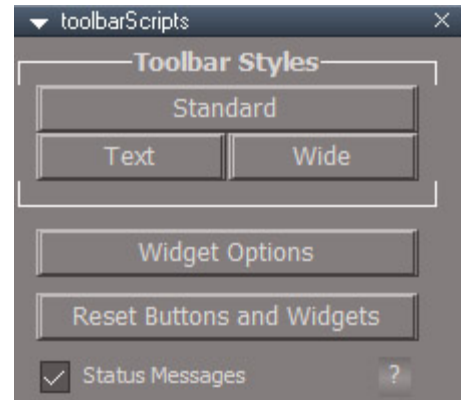 toolbarScripts
Toolbar Styles
Standard
Text Wide
Widget Options
Reset Buttons and Widgets
Status Messages ?